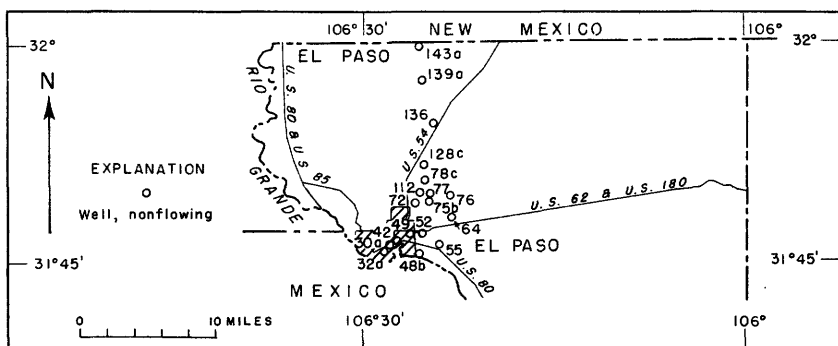 106° 30'
106°
NEW MEXICO
32°
32°
EL PASO
143a
139a
N
RIO
GRANDE
U.S. 80 & US
85
U.S. 54
136
EXPLANATION
Well, nonflowing
128c
78c
112
77
72
76
75b
64
U.S. 62 & U.S. 180
49
52
42
30a
55
EL PASO
32a
48b
U.S. 80
31°45'
31°45'
MEXICO
0 10 MILES
106°30'
106°